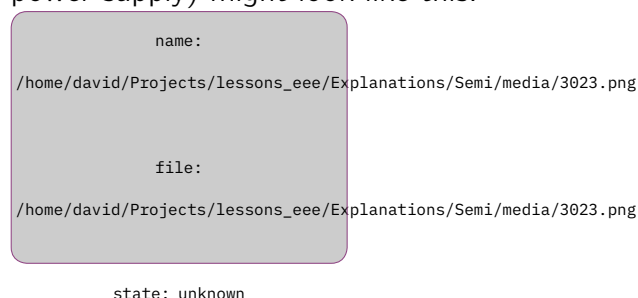 power supply) might look like this:
name:
/home/david/Projects/lessons_eee/Explanations/Semi/media/3023.png
file:
/home/david/Projects/lessons_eee/Explanations/Semi/media/3023.png
state: unknown